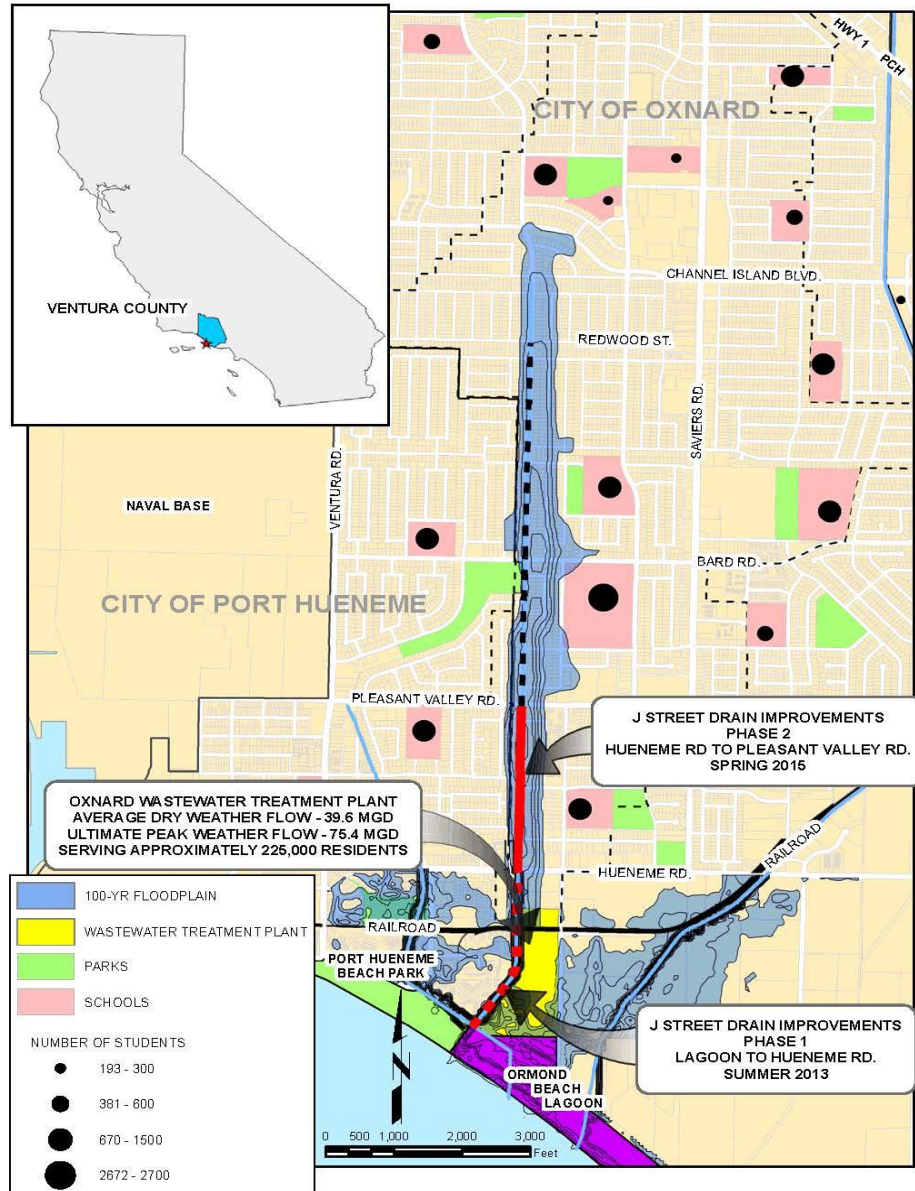 VENTURA COUNTY
HWY 1
PCH
CITY OF OXNARD
CHANNEL ISLAND BLVD.
REDWOOD ST.
SAVIERS RD.
VENTURA RD.
NAVAL BASE
BARD RD.
CITY OF PORT HUENEME
PLEASANT VALLEY RD.
J STREET DRAIN IMPROVEMENTS
PHASE 2
HUENEME RD TO PLEASANT VALLEY RD.
SPRING 2015
OXNARD WASTEWATER TREATMENT PLANT
AVERAGE DRY WEATHER FLOW - 39.6 MGD
ULTIMATE PEAK WEATHER FLOW - 75.4 MGD
SERVING APPROXIMATELY 225,000 RESIDENTS
RAILROAD
HUENEME RD.
RAILROAD
PORT HUENEME
BEACH PARK
J STREET DRAIN IMPROVEMENTS
PHASE 1
LAGOON TO HUENEME RD.
SUMMER 2013
ORMOND
BEACH
LAGOON
N
0 500 1,000 2,000 3,000
Feet
100-YR FLOODPLAIN
WASTEWATER TREATMENT PLANT
PARKS
SCHOOLS
NUMBER OF STUDENTS
193 - 300
381 - 600
670 - 1500
2672 - 2700